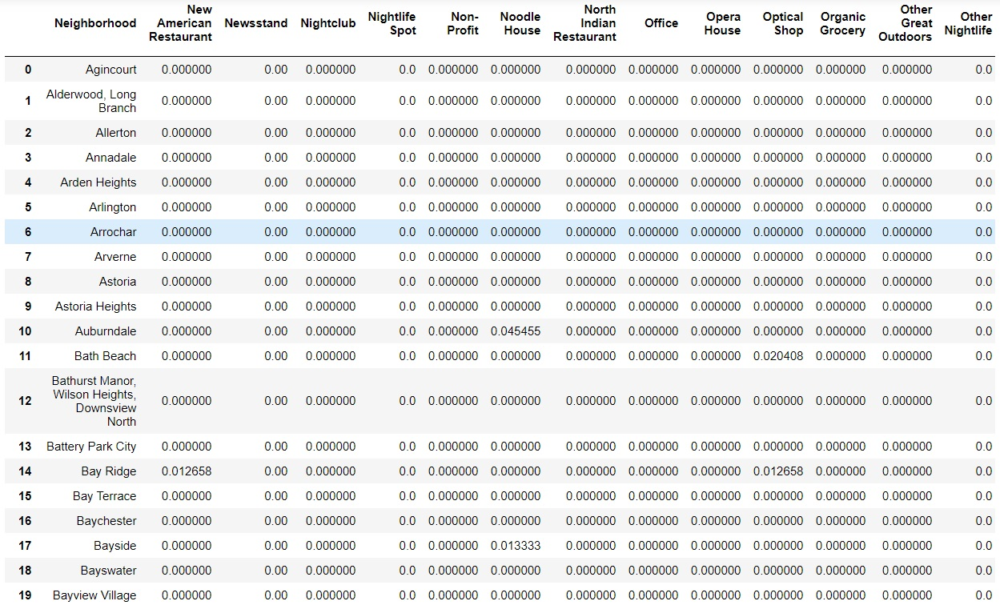 Neighborhood New American Restaurant Newsstand Nightclub Nightlife Spot Non-Profit Noodle House North Indian Restaurant Office Opera House Optical Shop Organic Grocery Other Great Outdoors Other Nightlife
0 Agincourt 0.000000 0.00 0.000000 0.0 0.000000 0.000000 0.000000 0.000000 0.000000 0.000000 0.000000 0.000000 0.0
1 Alderwood, Long Branch 0.000000 0.00 0.000000 0.0 0.000000 0.000000 0.000000 0.000000 0.000000 0.000000 0.000000 0.000000 0.0
2 Allerton 0.000000 0.00 0.000000 0.0 0.000000 0.000000 0.000000 0.000000 0.000000 0.000000 0.000000 0.000000 0.0
3 Annadale 0.000000 0.00 0.000000 0.0 0.000000 0.000000 0.000000 0.000000 0.000000 0.000000 0.000000 0.000000 0.0
4 Arden Heights 0.000000 0.00 0.000000 0.0 0.000000 0.000000 0.000000 0.000000 0.000000 0.000000 0.000000 0.000000 0.0
5 Arlington 0.000000 0.00 0.000000 0.0 0.000000 0.000000 0.000000 0.000000 0.000000 0.000000 0.000000 0.000000 0.0
6 Arrochar 0.000000 0.00 0.000000 0.0 0.000000 0.000000 0.000000 0.000000 0.000000 0.000000 0.000000 0.000000 0.0
7 Arverne 0.000000 0.00 0.000000 0.0 0.000000 0.000000 0.000000 0.000000 0.000000 0.000000 0.000000 0.000000 0.0
8 Astoria 0.000000 0.00 0.000000 0.0 0.000000 0.000000 0.000000 0.000000 0.000000 0.000000 0.000000 0.000000 0.0
9 Astoria Heights 0.000000 0.00 0.000000 0.0 0.000000 0.000000 0.000000 0.000000 0.000000 0.000000 0.000000 0.000000 0.0
10 Auburndale 0.000000 0.00 0.000000 0.0 0.000000 0.045455 0.000000 0.000000 0.000000 0.000000 0.000000 0.000000 0.0
11 Bath Beach 0.000000 0.00 0.000000 0.0 0.000000 0.000000 0.000000 0.000000 0.000000 0.020408 0.000000 0.000000 0.0
12 Bathurst Manor, Wilson Heights, Downsview North 0.000000 0.00 0.000000 0.0 0.000000 0.000000 0.000000 0.000000 0.000000 0.000000 0.000000 0.000000 0.0
13 Battery Park City 0.000000 0.00 0.000000 0.0 0.000000 0.000000 0.000000 0.000000 0.000000 0.000000 0.000000 0.000000 0.0
14 Bay Ridge 0.012658 0.00 0.000000 0.0 0.000000 0.000000 0.000000 0.000000 0.000000 0.012658 0.000000 0.000000 0.0
15 Bay Terrace 0.000000 0.00 0.000000 0.0 0.000000 0.000000 0.000000 0.000000 0.000000 0.000000 0.000000 0.000000 0.0
16 Baychester 0.000000 0.00 0.000000 0.0 0.000000 0.000000 0.000000 0.000000 0.000000 0.000000 0.000000 0.000000 0.0
17 Bayside 0.000000 0.00 0.000000 0.0 0.000000 0.013333 0.000000 0.000000 0.000000 0.000000 0.000000 0.000000 0.0
18 Bayswater 0.000000 0.00 0.000000 0.0 0.000000 0.000000 0.000000 0.000000 0.000000 0.000000 0.000000 0.000000 0.0
19 Bayview Village 0.000000 0.00 0.000000 0.0 0.000000 0.000000 0.000000 0.000000 0.000000 0.000000 0.000000 0.000000 0.0